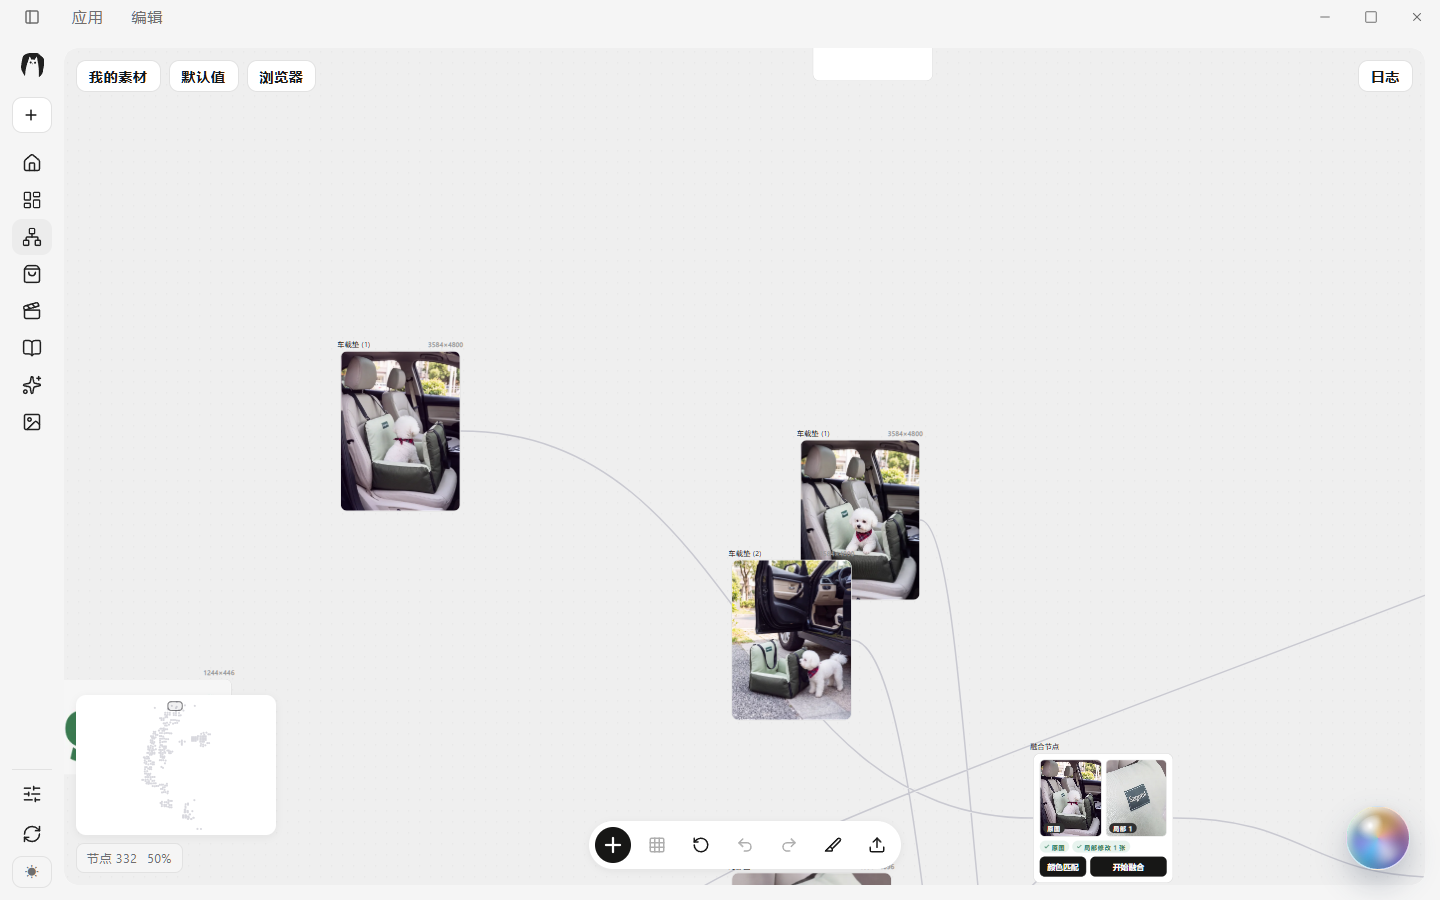 应用 编辑
我的素材 默认值 浏览器 日志
车载垫 (1) 3584×4800
车载垫 (1) 3584×4800
车载垫 (2)
1244×446
融合节点
原图 局部 1
原图 局部修改 1 张
颜色匹配 开始融合
节点 332 50%